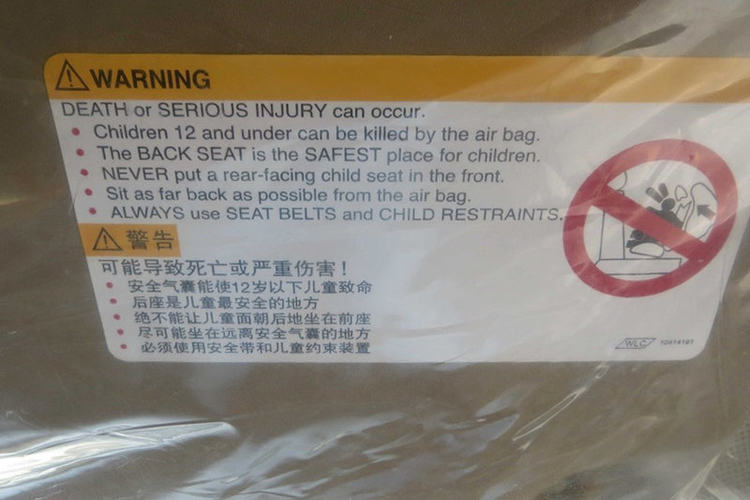 WARNING
DEATH or SERIOUS INJURY can occur.
• Children 12 and under can be killed by the air bag.
• The BACK SEAT is the SAFEST place for children.
• NEVER put a rear-facing child seat in the front.
• Sit as far back as possible from the air bag.
• ALWAYS use SEAT BELTS and CHILD RESTRAINTS.
警告
可能导致死亡或严重伤害！
• 安全气囊能使12岁以下儿童致命
• 后座是儿童最安全的地方
• 绝不能让儿童面朝后地坐在前座
• 尽可能坐在远离安全气囊的地方
• 必须使用安全带和儿童约束装置
WLC 10414191